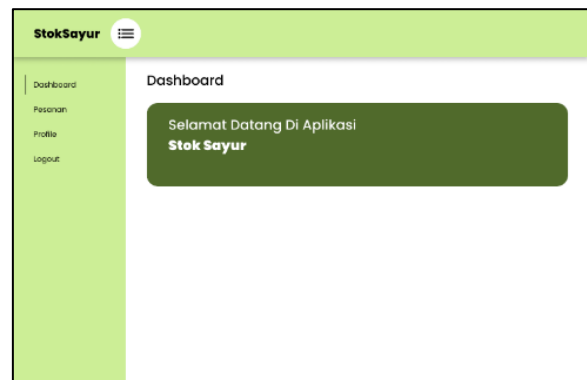 StokSayur
Dashboard
Pesanan
Profile
Logout
Dashboard
Selamat Datang Di Aplikasi
Stok Sayur